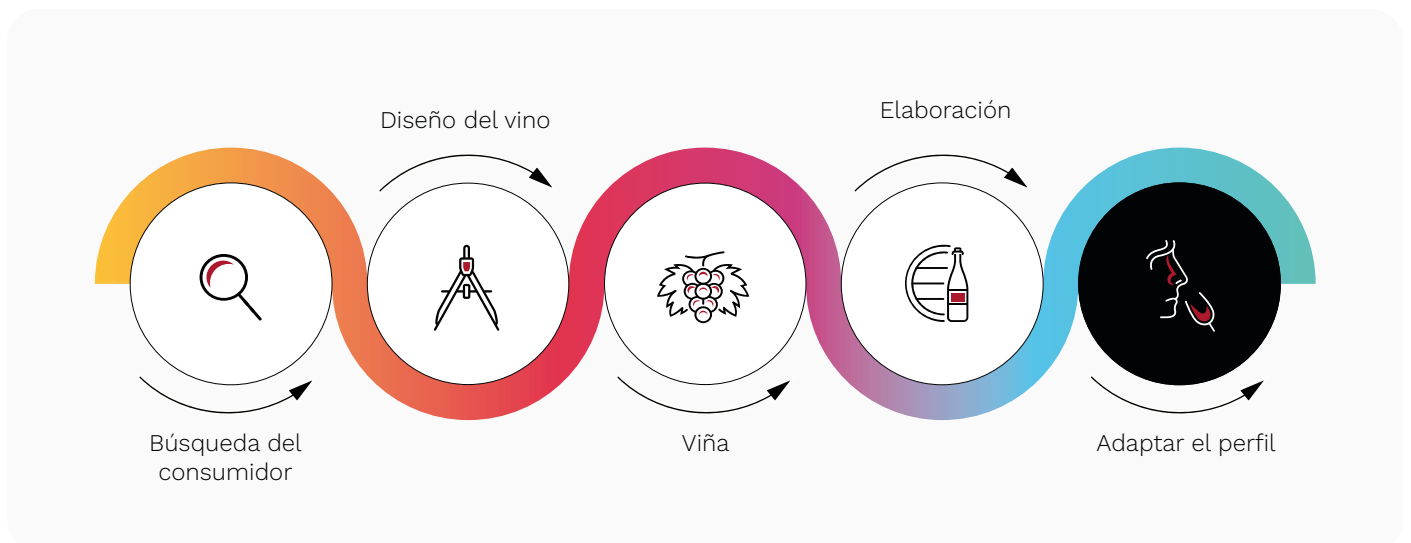 Búsqueda del
consumidor
Diseño del vino
Viña
Elaboración
Adaptar el perfil